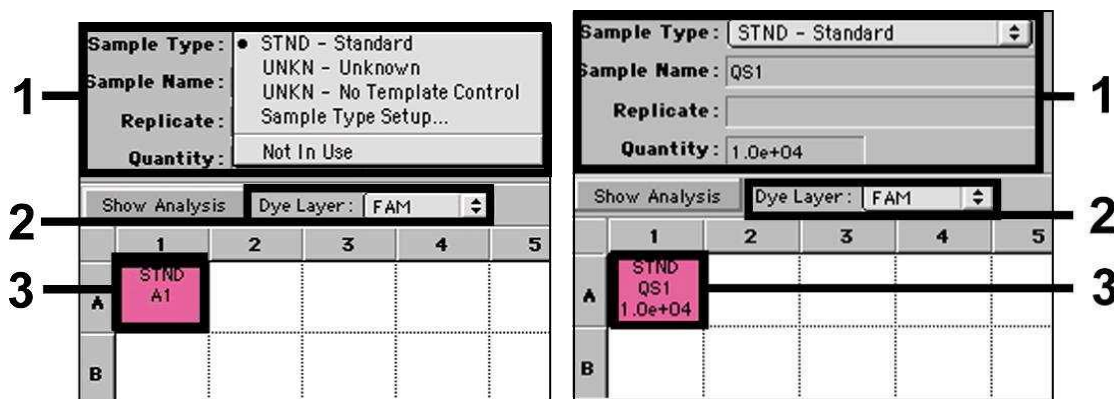 Sample Type: • STND - Standard
UNKN - Unknown
Sample Name: UNKN - No Template Control
Replicate: Sample Type Setup...
Quantity: Not In Use
1
Show Analysis Dye Layer: FAM
2
1 2 3 4 5
3
A
STND
A1
B
Sample Type: STND - Standard
Sample Name: QS1
Replicate:
Quantity: 1.0e+04
1
Show Analysis Dye Layer: FAM
2
1 2 3 4 5
A
STND
QS1
1.0e+04
3
B